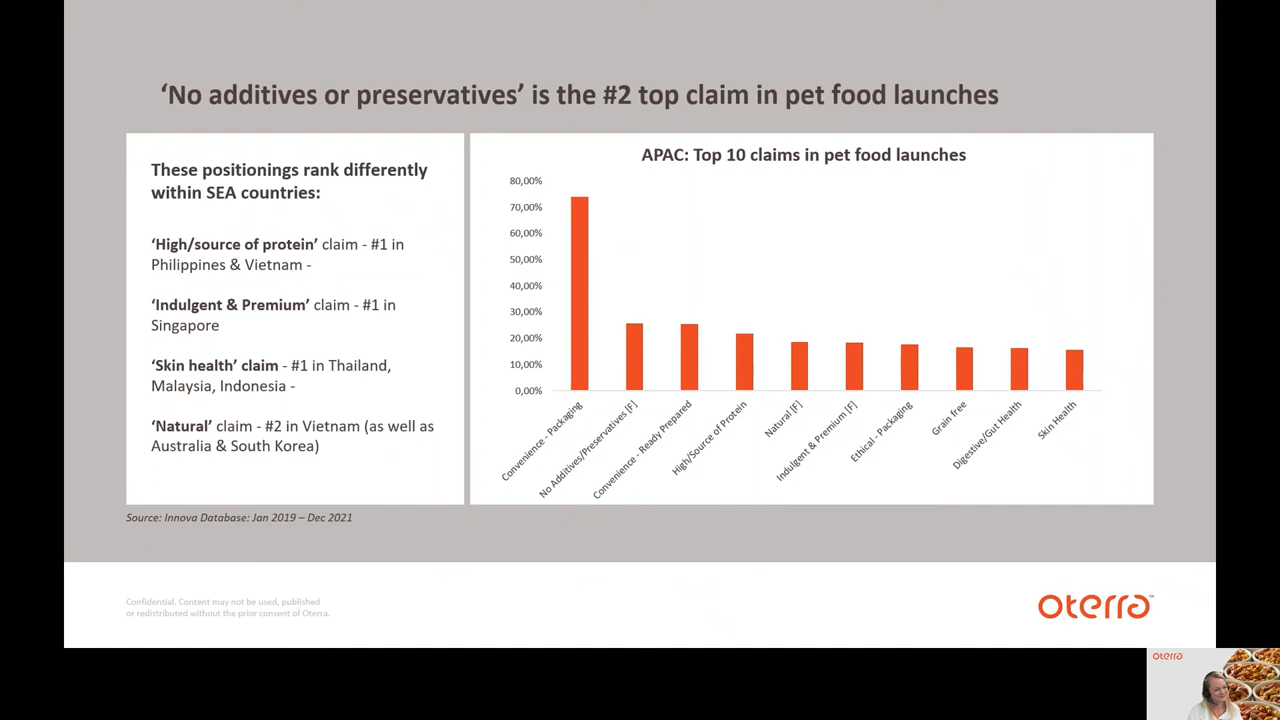 ‘No additives or preservatives’ is the #2 top claim in pet food launches
These positionings rank differently
within SEA countries:
‘High/source of protein’ claim - #1 in
Philippines & Vietnam -
‘Indulgent & Premium’ claim - #1 in
Singapore
‘Skin health’ claim - #1 in Thailand,
Malaysia, Indonesia -
‘Natural’ claim - #2 in Vietnam (as well as
Australia & South Korea)
APAC: Top 10 claims in pet food launches
80,00%
70,00%
60,00%
50,00%
40,00%
30,00%
20,00%
10,00%
0,00%
Convenience - Packaging
No Additives/Preservatives [F]
Convenience - Ready Prepared
High/Source of Protein
Natural [F]
Indulgent & Premium [F]
Ethical - Packaging
Grain free
Digestive/Gut Health
Skin Health
Source: Innova Database: Jan 2019 – Dec 2021
Confidential. Content may not be used, published
or redistributed without the prior consent of Oterra.
oterra™
oterra